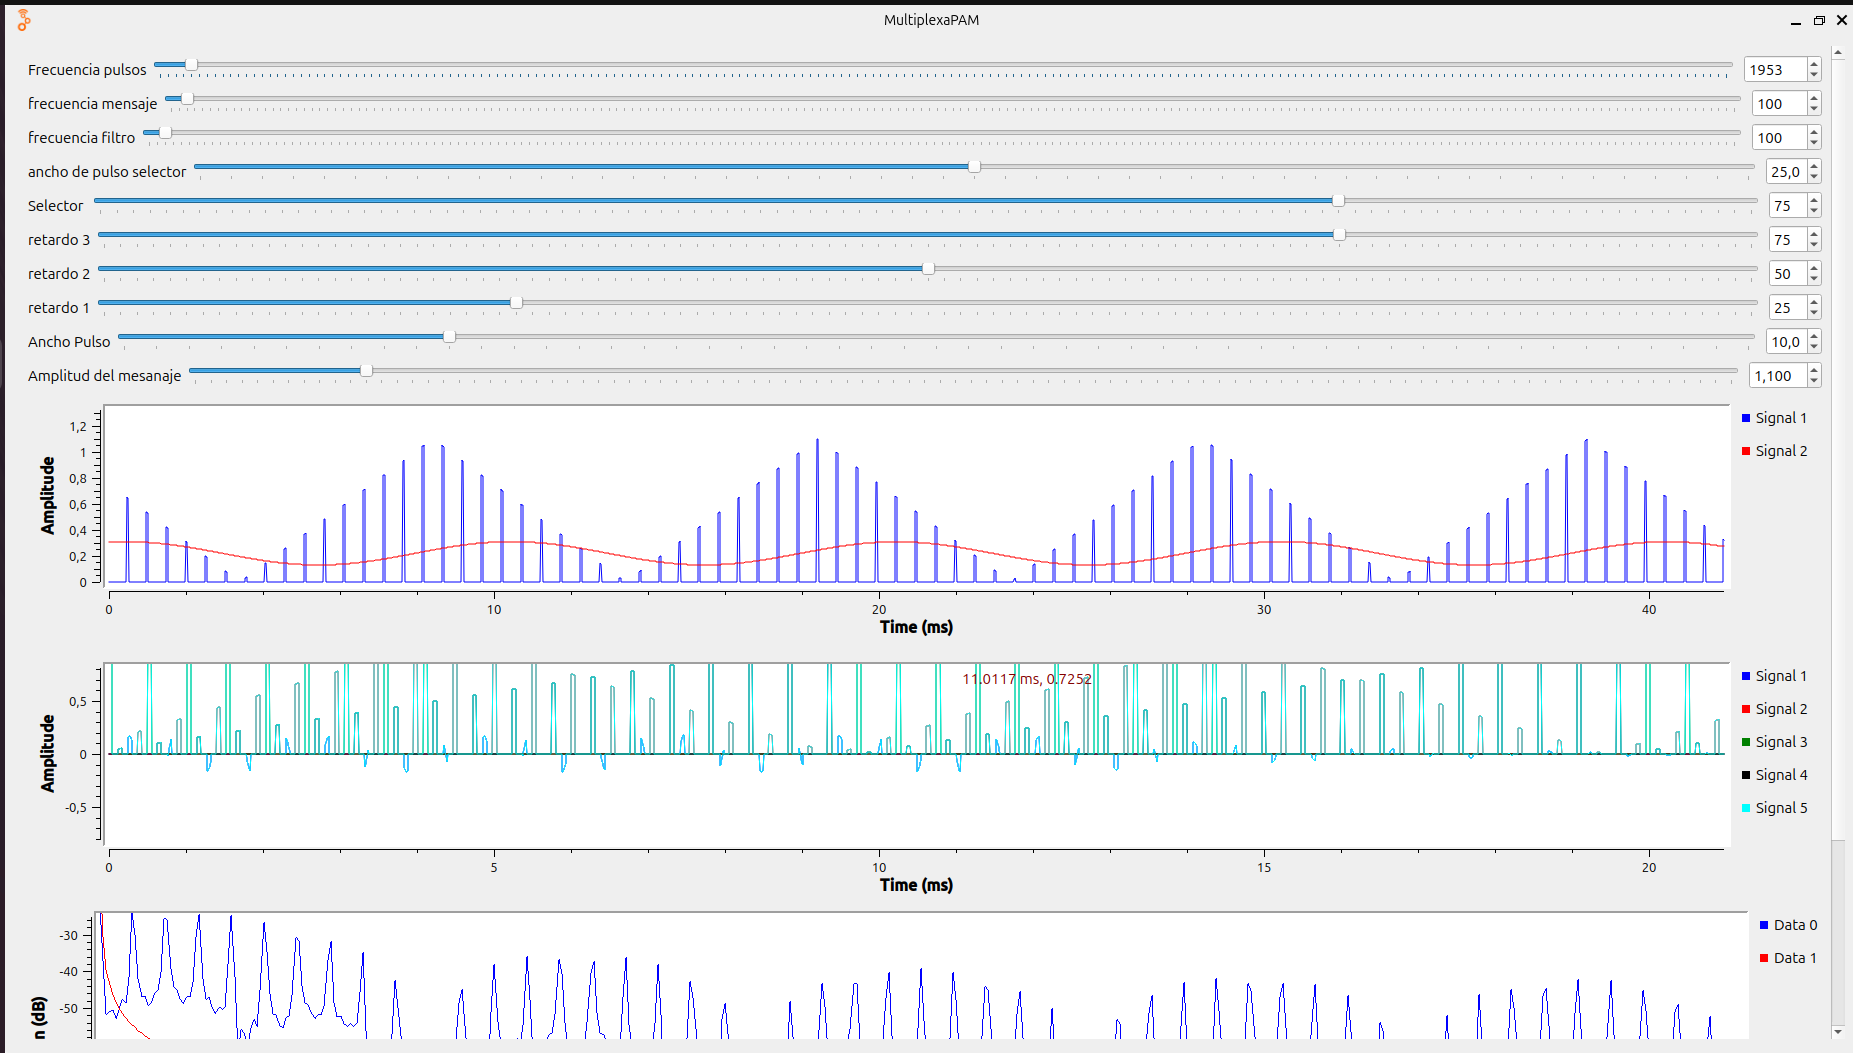 MultiplexaPAM
Frecuencia pulsos 1953
frecuencia mensaje 100
frecuencia filtro 100
ancho de pulso selector 25,0
Selector 75
retardo 3 75
retardo 2 50
retardo 1 25
Ancho Pulso 10,0
Amplitud del mesanaje 1,100
Amplitude
1,2
1
0,8
0,6
0,4
0,2
0
0 10 20 30 40
Time (ms)
Signal 1
Signal 2
Amplitude
0,5
0
-0,5
11.0117 ms, 0.7252
0 5 10 15 20
Time (ms)
Signal 1
Signal 2
Signal 3
Signal 4
Signal 5
n (dB)
-30
-40
-50
Data 0
Data 1